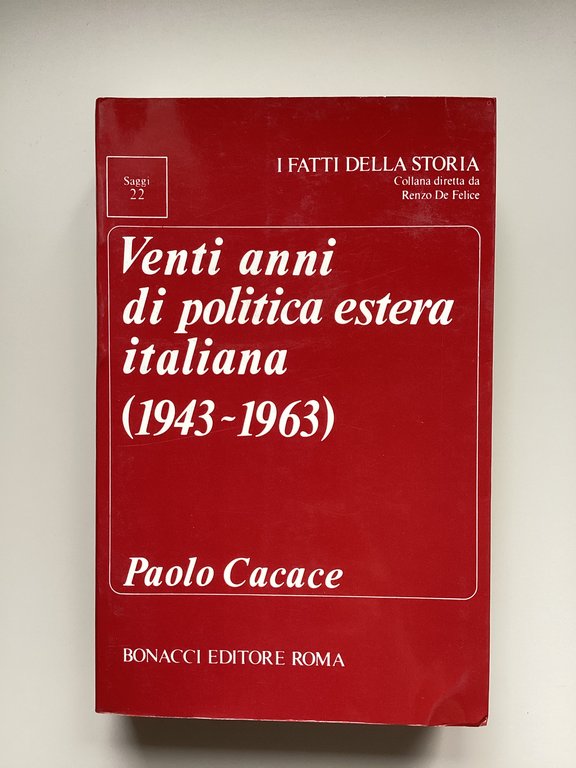 Saggi
22
I FATTI DELLA STORIA
Collana diretta da
Renzo De Felice
Venti anni
di politica estera
italiana
(1943-1963)
Paolo Cacace
BONACCI EDITORE ROMA